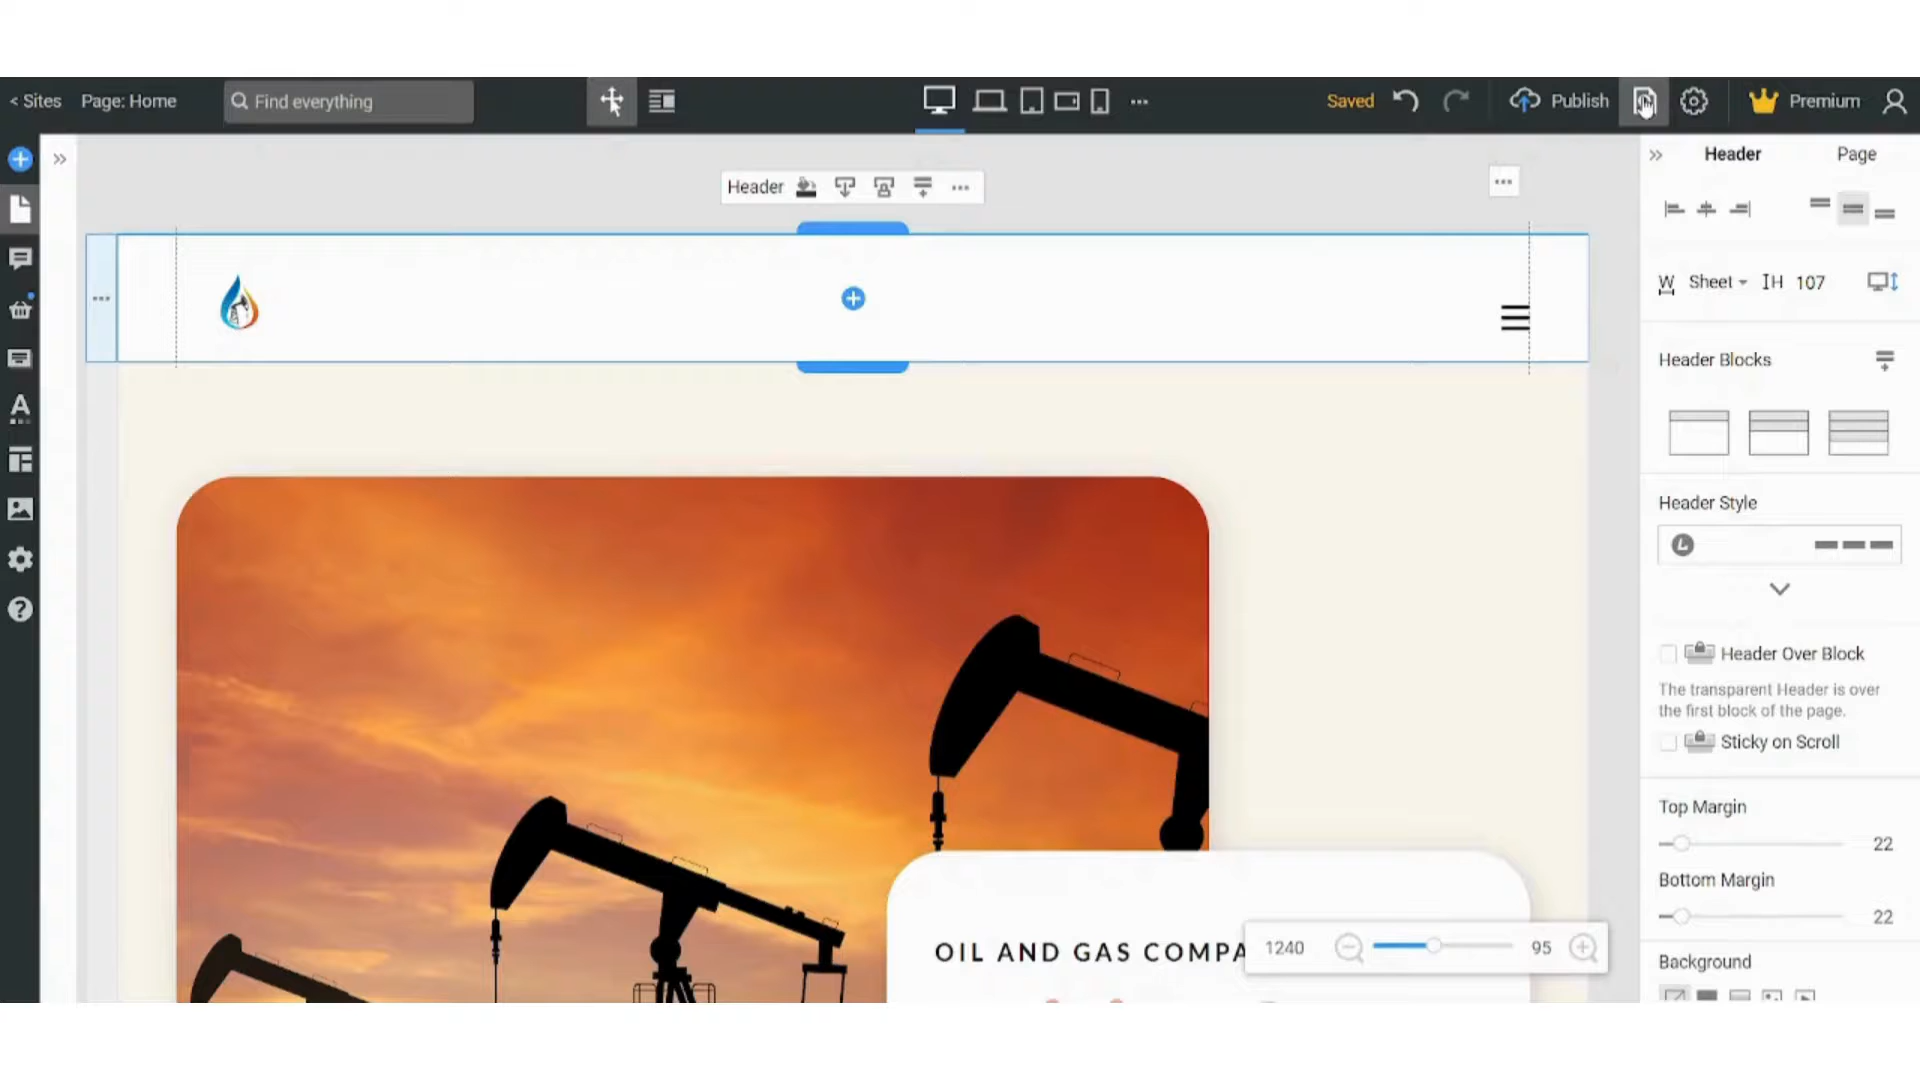 < Sites Page: Home Find everything Saved Publish Premium
Header Page
Header
W Sheet IH 107
Header Blocks
Header Style
L
Header Over Block
The transparent Header is over
the first block of the page.
Sticky on Scroll
Top Margin
22
Bottom Margin
22
OIL AND GAS COMPA
1240 95
Background